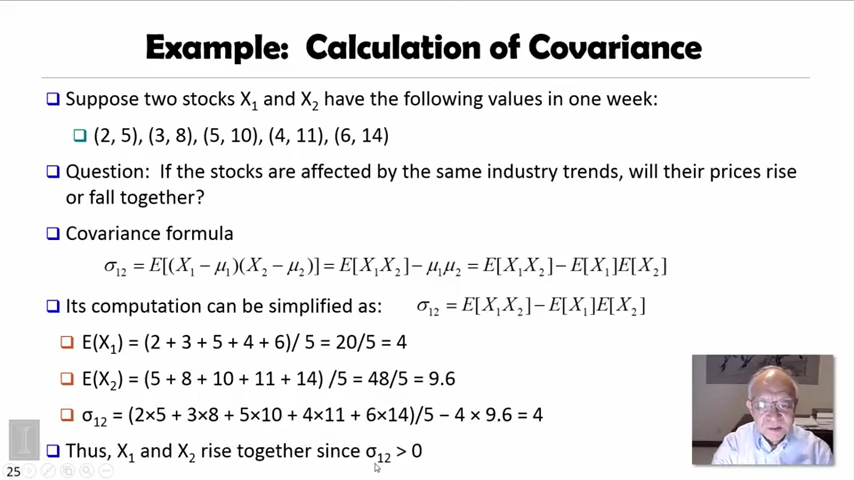 Example: Calculation of Covariance
Suppose two stocks X₁ and X₂ have the following values in one week:
(2, 5), (3, 8), (5, 10), (4, 11), (6, 14)
Question: If the stocks are affected by the same industry trends, will their prices rise
or fall together?
Covariance formula
σ₁₂ = E[(X₁ − μ₁)(X₂ − μ₂)] = E[X₁X₂] − μ₁μ₂ = E[X₁X₂] − E[X₁]E[X₂]
Its computation can be simplified as: σ₁₂ = E[X₁X₂] − E[X₁]E[X₂]
E(X₁) = (2 + 3 + 5 + 4 + 6)/ 5 = 20/5 = 4
E(X₂) = (5 + 8 + 10 + 11 + 14) /5 = 48/5 = 9.6
σ₁₂ = (2×5 + 3×8 + 5×10 + 4×11 + 6×14)/5 − 4 × 9.6 = 4
Thus, X₁ and X₂ rise together since σ₁₂ > 0
25